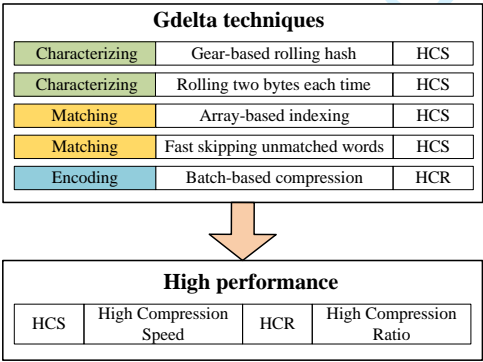 Gdelta techniques
Characterizing Gear-based rolling hash HCS
Characterizing Rolling two bytes each time HCS
Matching Array-based indexing HCS
Matching Fast skipping unmatched words HCS
Encoding Batch-based compression HCR
High performance
HCS High Compression Speed HCR High Compression Ratio